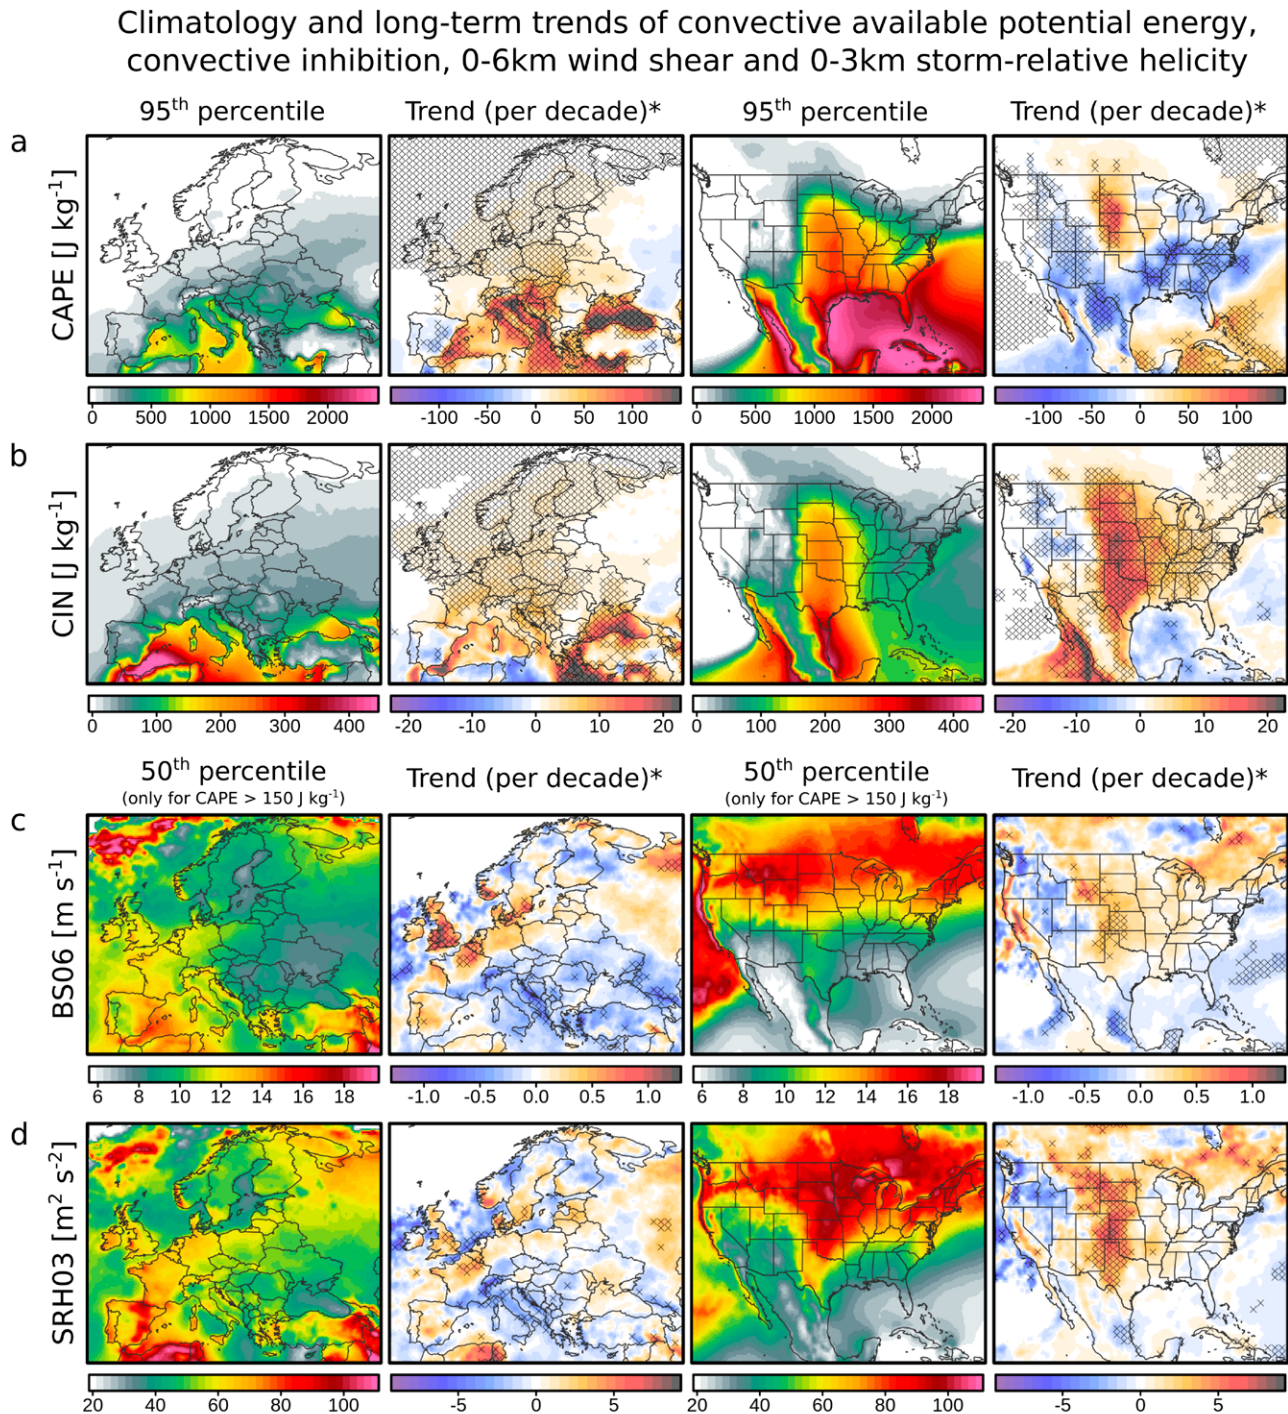 Climatology and long-term trends of convective available potential energy,
convective inhibition, 0-6km wind shear and 0-3km storm-relative helicity
95th percentile Trend (per decade)* 95th percentile Trend (per decade)*
a
CAPE [J kg-1]
0 500 1000 1500 2000 -100 -50 0 50 100 0 500 1000 1500 2000 -100 -50 0 50 100
b
CIN [J kg-1]
0 100 200 300 400 -20 -10 0 10 20 0 100 200 300 400 -20 -10 0 10 20
50th percentile Trend (per decade)* 50th percentile Trend (per decade)*
(only for CAPE > 150 J kg-1) (only for CAPE > 150 J kg-1)
c
BS06 [m s-1]
6 8 10 12 14 16 18 -1.0 -0.5 0.0 0.5 1.0 6 8 10 12 14 16 18 -1.0 -0.5 0.0 0.5 1.0
d
SRH03 [m2 s-2]
20 40 60 80 100 -5 0 5 20 40 60 80 100 -5 0 5